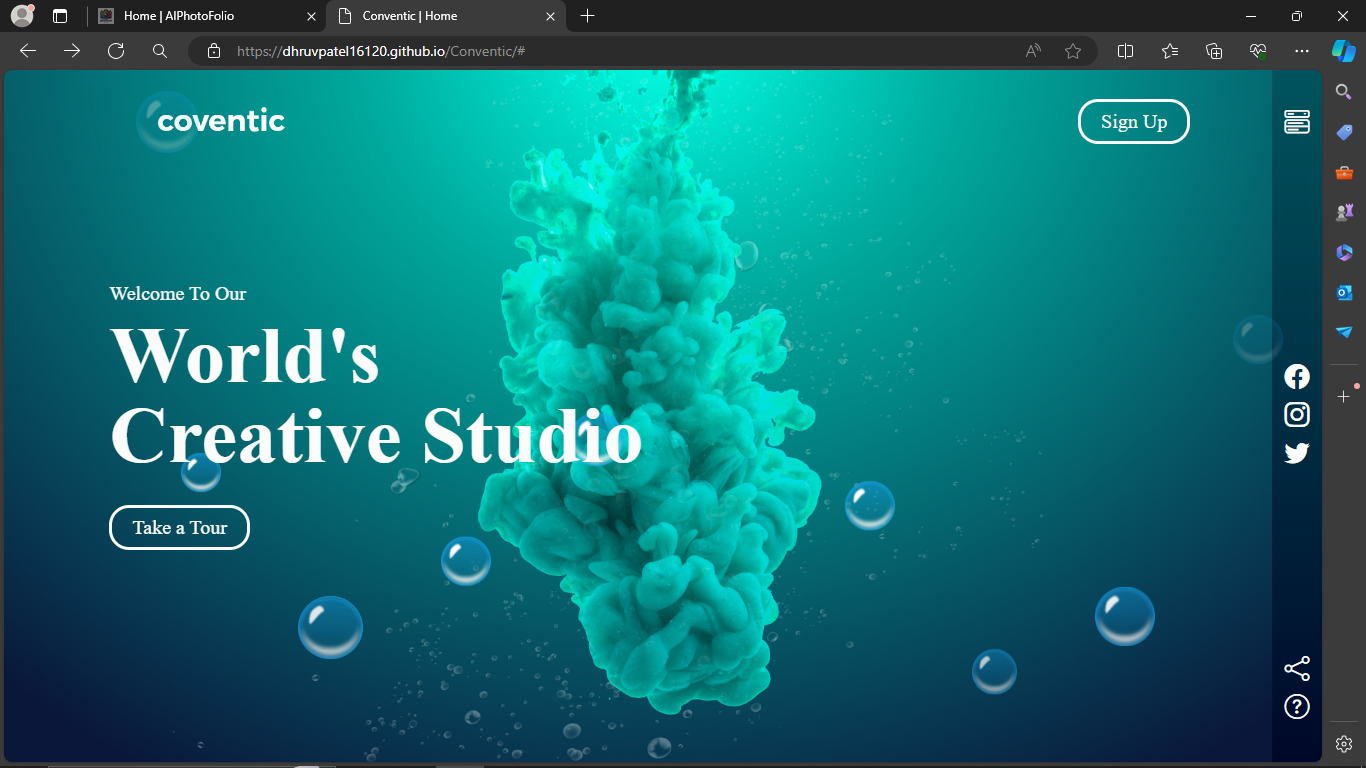 Home | AIPhotoFolio
Conventic | Home
https://dhruvpatel16120.github.io/Conventic/#
coventic
Sign Up
Welcome To Our
World's
Creative Studio
Take a Tour